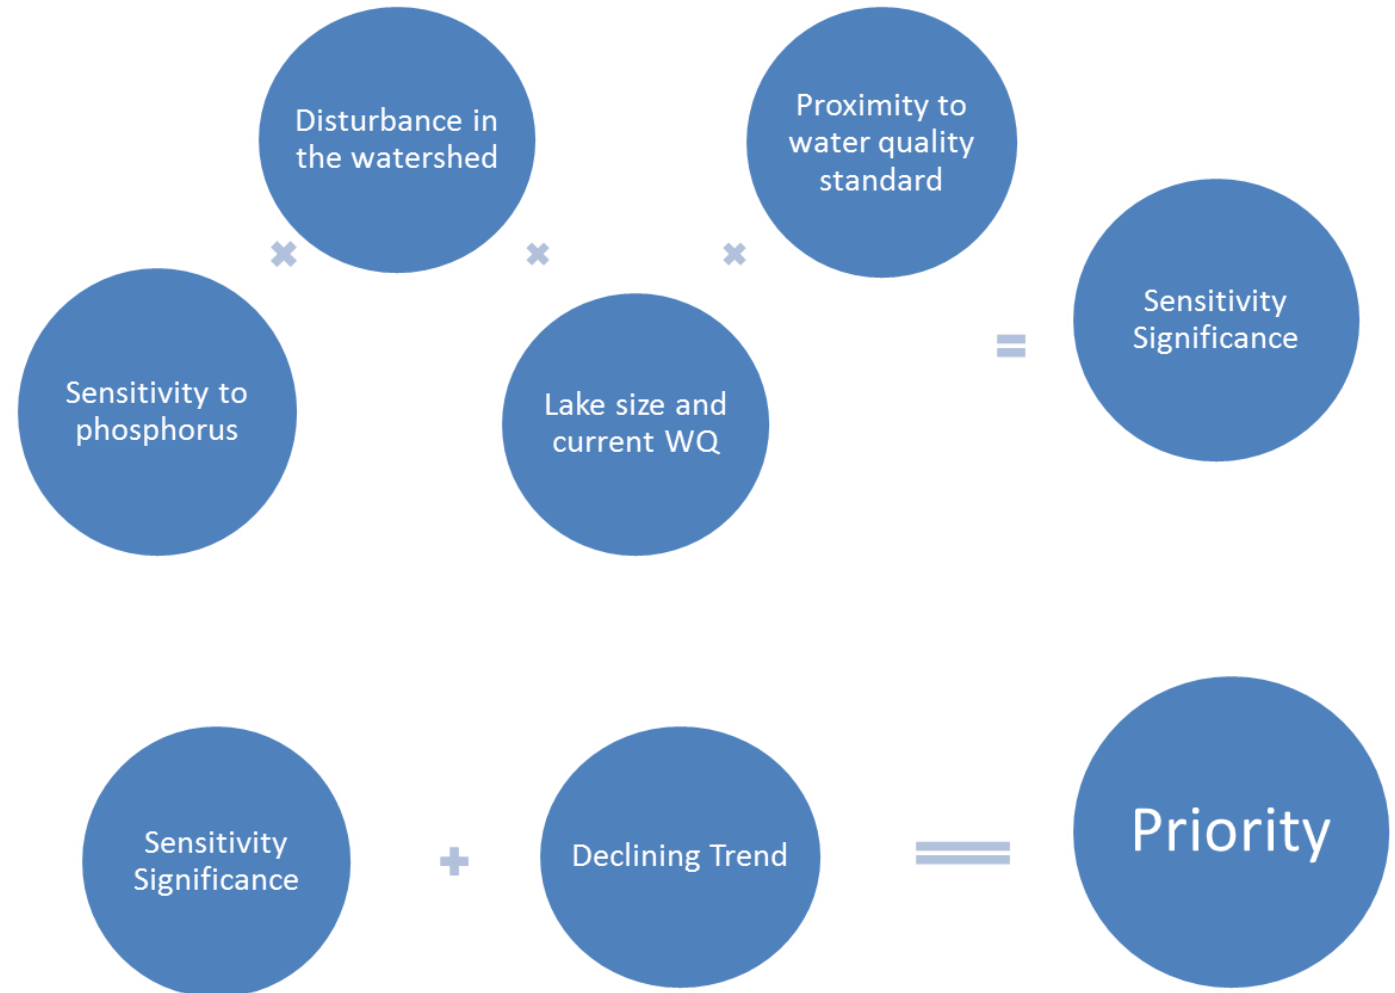 Disturbance in
the watershed
Proximity to
water quality
standard
Sensitivity to
phosphorus
Lake size and
current WQ
Sensitivity
Significance
Sensitivity
Significance
Declining Trend
Priority